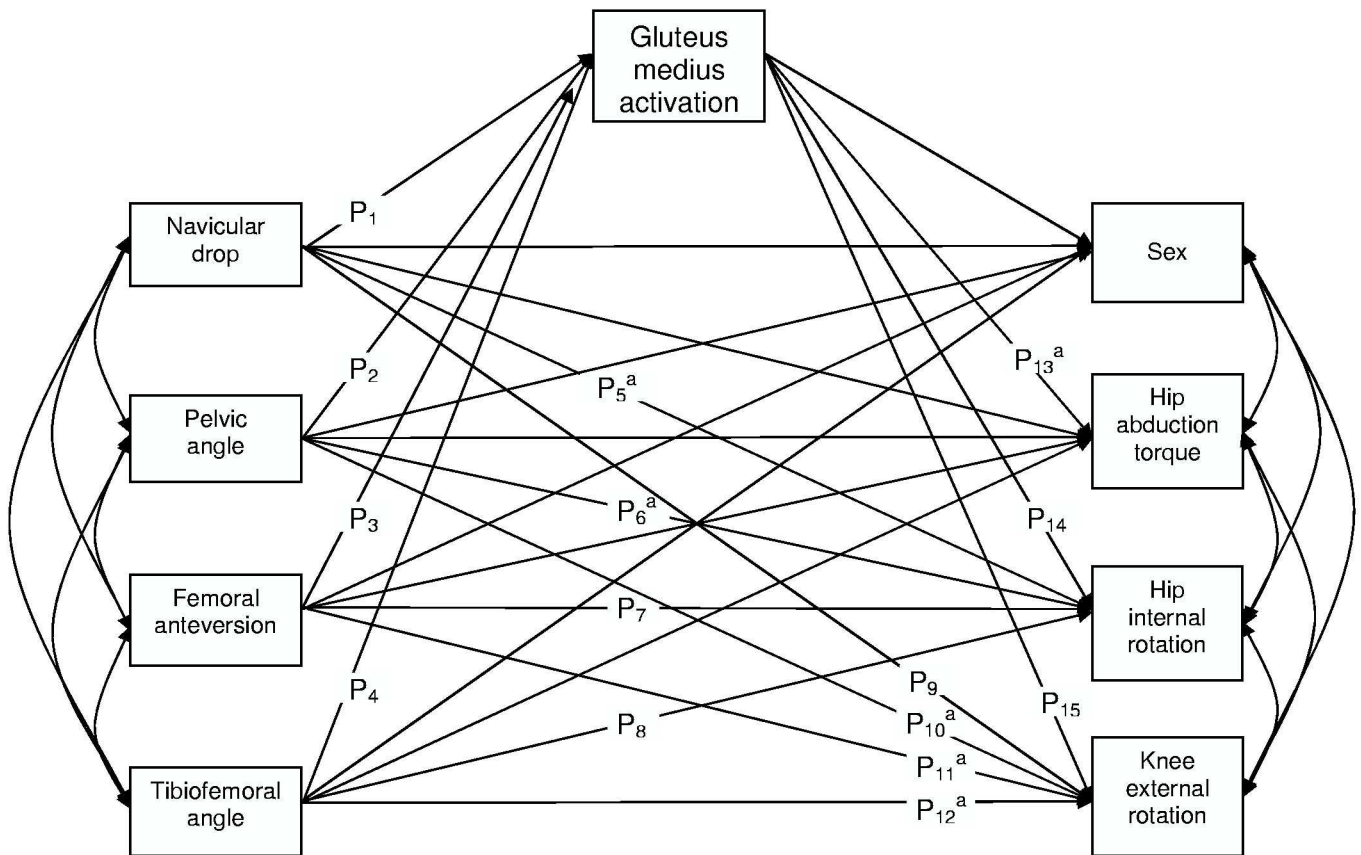 Gluteus
medius
activation
P₁
Navicular
drop
Sex
P₂
P₅ᵃ
P₁₃ᵃ
Pelvic
angle
Hip
abduction
torque
P₃
P₆ᵃ
P₁₄
Femoral
anteversion
P₇
Hip
internal
rotation
P₄
P₈
P₉
P₁₀ᵃ
P₁₅
P₁₁ᵃ
P₁₂ᵃ
Tibiofemoral
angle
Knee
external
rotation